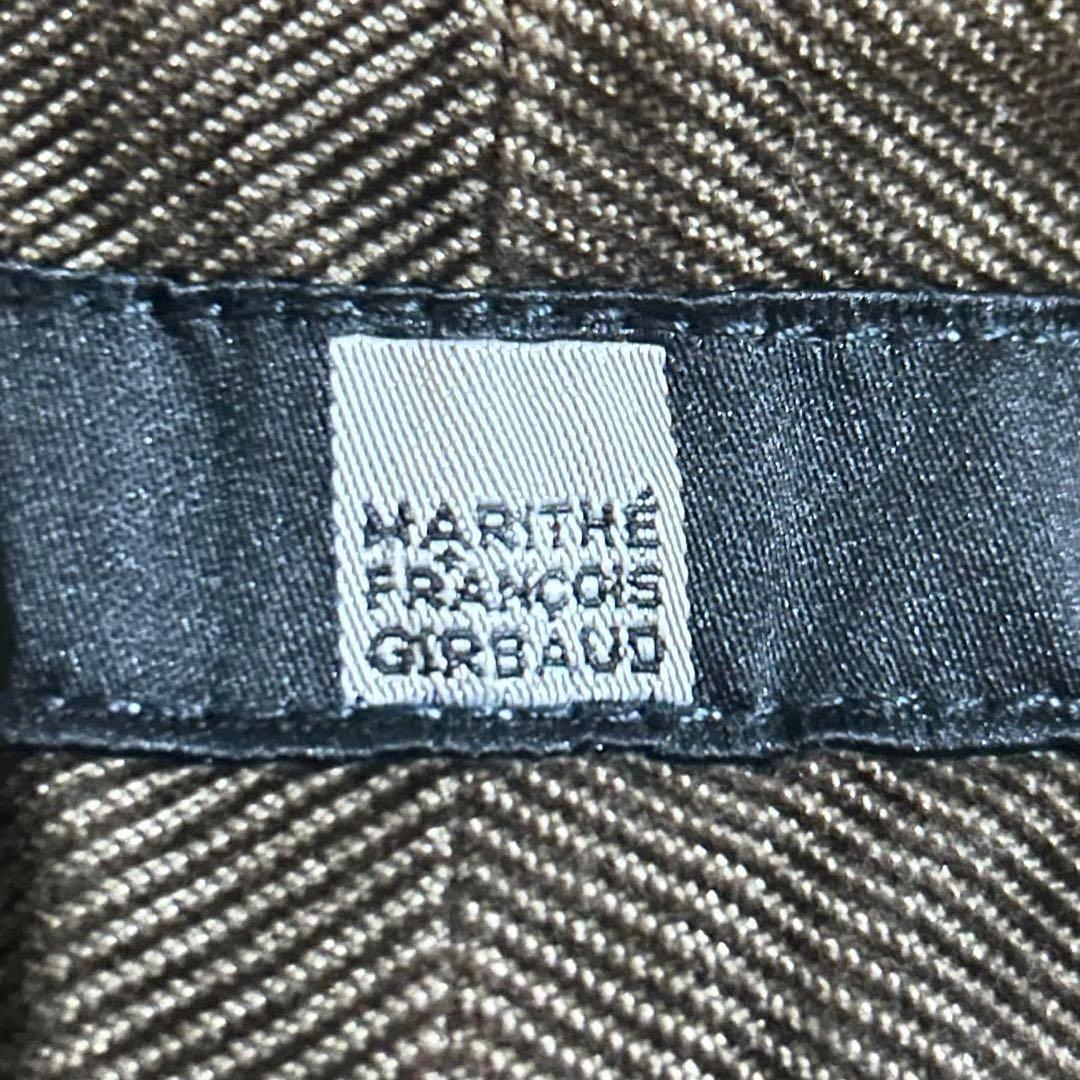 MARITHÉ
+
FRANÇOIS
GIRBAUD